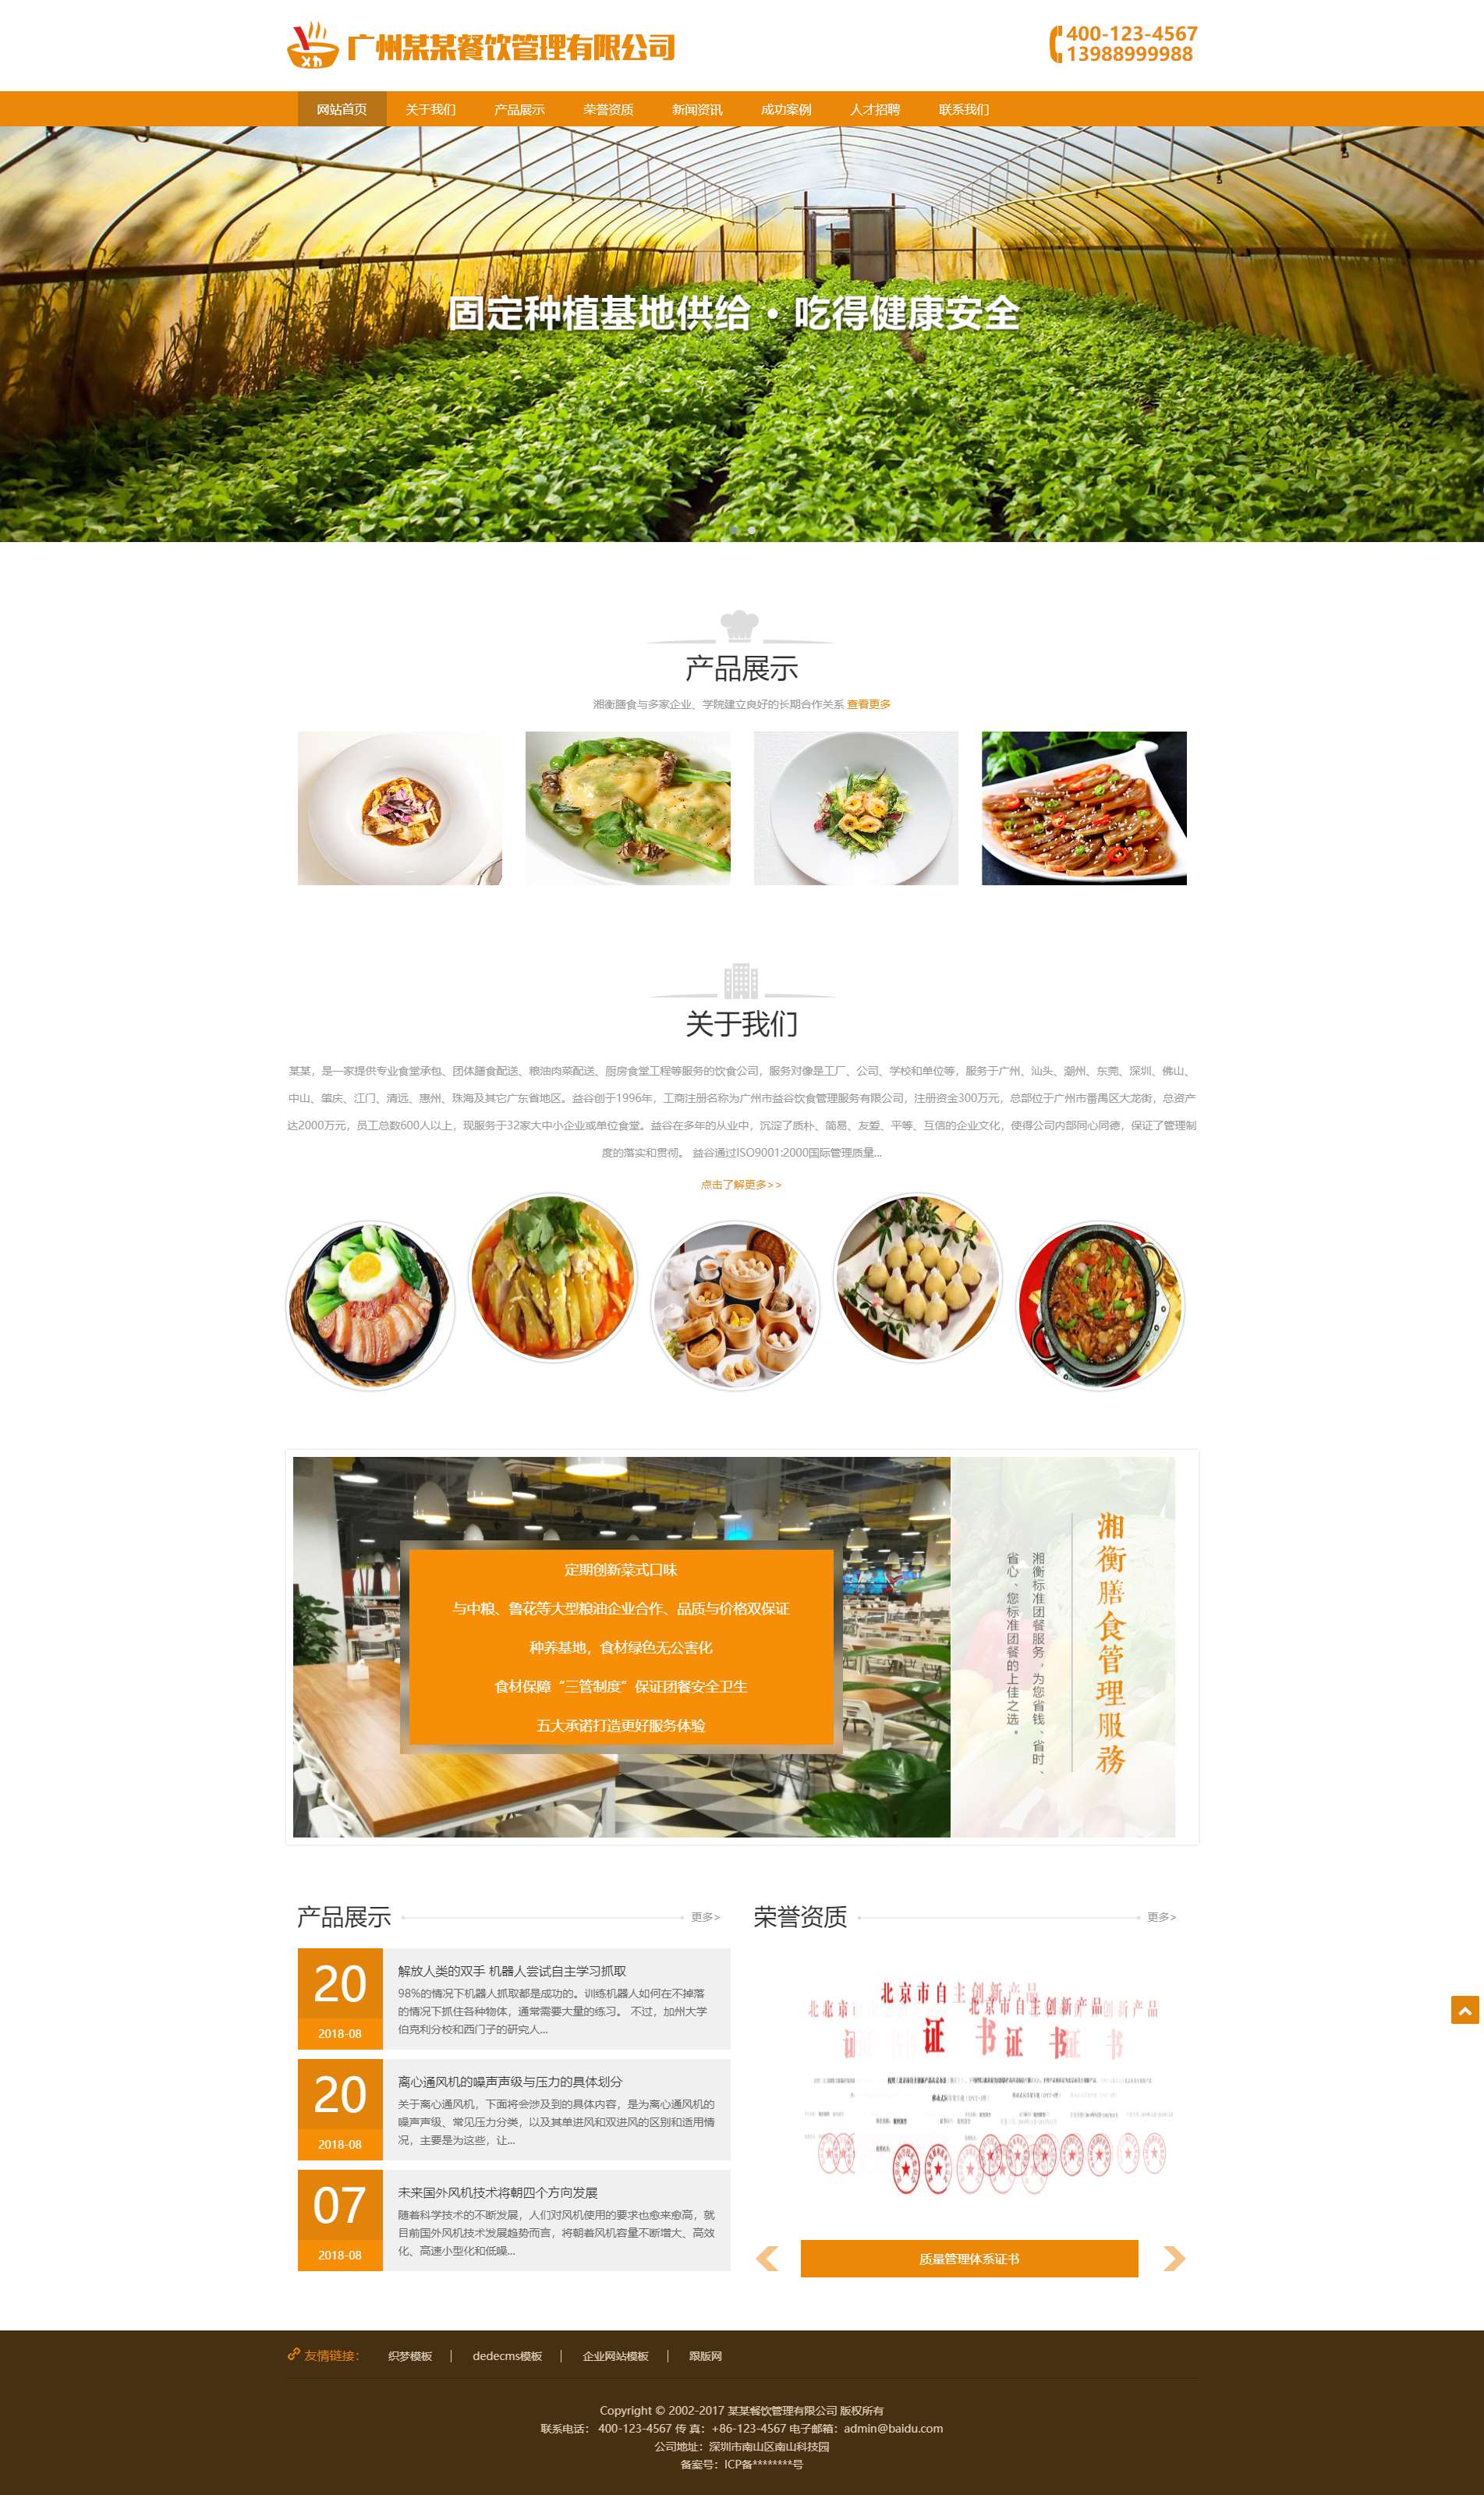 xh
广州某某餐饮管理有限公司
400-123-4567
13988999988
网站首页 关于我们 产品展示 荣誉资质 新闻资讯 成功案例 人才招聘 联系我们
固定种植基地供给·吃得健康安全
产品展示
湘衡膳食与多家企业、学院建立良好的长期合作关系 查看更多
关于我们
某某，是一家提供专业食堂承包、团体膳食配送、粮油肉菜配送、厨房食堂工程等服务的饮食公司，服务对像是工厂、公司、学校和单位等，服务于广州、汕头、潮州、东莞、深圳、佛山、
中山、肇庆、江门、清远、惠州、珠海及其它广东省地区。益谷创于1996年，工商注册名称为广州市益谷饮食管理服务有限公司，注册资金300万元，总部位于广州市番禺区大龙街，总资产
达2000万元，员工总数600人以上，现服务于32家大中小企业或单位食堂。益谷在多年的从业中，沉淀了质朴、简易、友爱、平等、互信的企业文化，使得公司内部同心同德，保证了管理制
度的落实和贯彻。 益谷通过ISO9001:2000国际管理质量...
点击了解更多>>
定期创新菜式口味
与中粮、鲁花等大型粮油企业合作、品质与价格双保证
种养基地，食材绿色无公害化
食材保障“三管制度”保证团餐安全卫生
五大承诺打造更好服务体验
湘衡膳食管理服務
湘衡标准团餐服务，为您省钱、省时、
省心、您标准团餐的上佳之选。
产品展示
更多>
20
2018-08
解放人类的双手 机器人尝试自主学习抓取
98%的情况下机器人抓取都是成功的。训练机器人如何在不掉落
的情况下抓住各种物体，通常需要大量的练习。 不过，加州大学
伯克利分校和西门子的研究人...
20
2018-08
离心通风机的噪声声级与压力的具体划分
关于离心通风机，下面将会涉及到的具体内容，是为离心通风机的
噪声声级、常见压力分类，以及其单进风和双进风的区别和适用情
况，主要是为这些，让...
07
2018-08
未来国外风机技术将朝四个方向发展
随着科学技术的不断发展，人们对风机使用的要求也愈来愈高，就
目前国外风机技术发展趋势而言，将朝着风机容量不断增大、高效
化、高速小型化和低噪...
荣誉资质
更多>
北京市自主创新产品
证书
北京市自主创新产品
证书
质量管理体系证书
友情链接： 织梦模板 dedecms模板 企业网站模板 跟版网
Copyright © 2002-2017 某某餐饮管理有限公司 版权所有
联系电话： 400-123-4567 传 真：+86-123-4567 电子邮箱：admin@baidu.com
公司地址：深圳市南山区南山科技园
备案号：ICP备********号